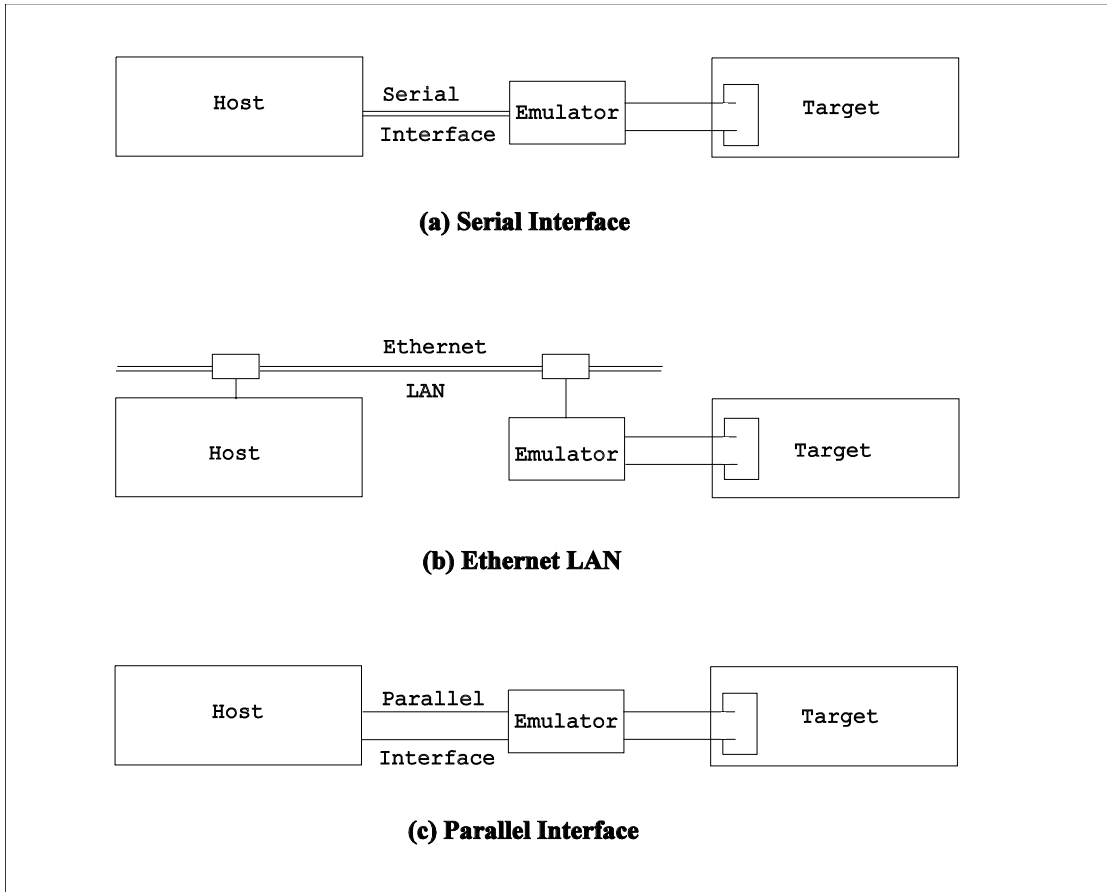 Host
Serial
Interface
Emulator
Target
(a) Serial Interface
Ethernet
LAN
Host
Emulator
Target
(b) Ethernet LAN
Host
Parallel
Interface
Emulator
Target
(c) Parallel Interface